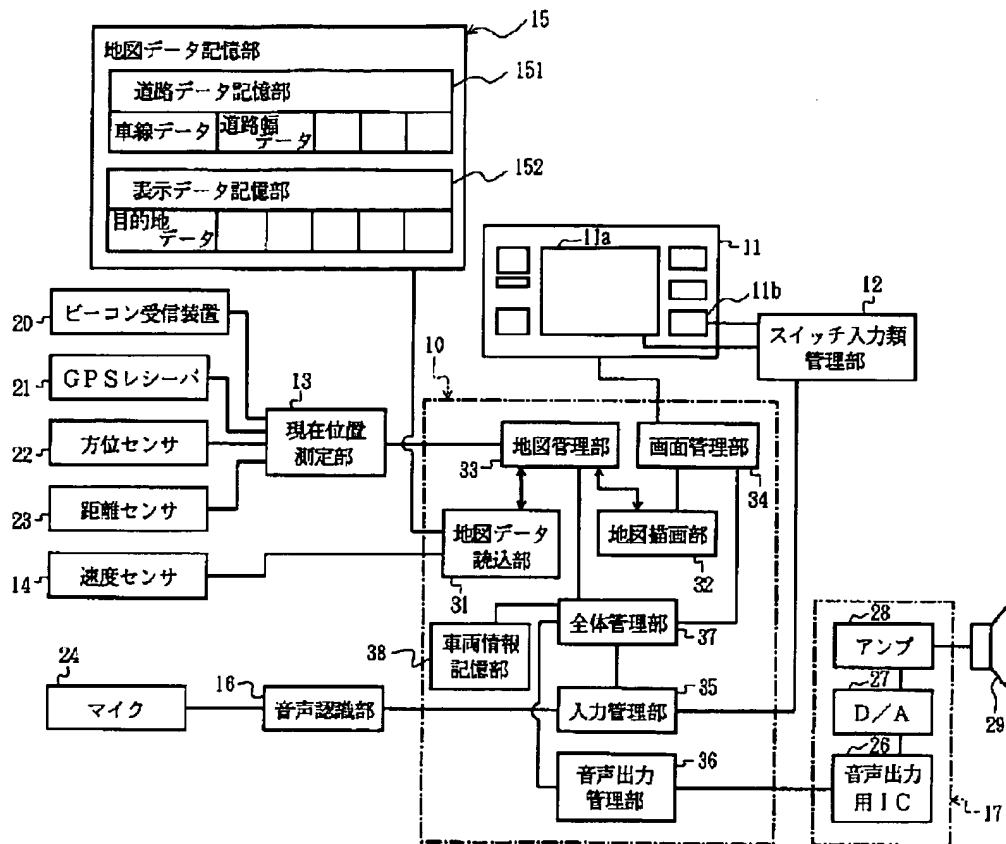 15
地図データ記憶部
151
道路データ記憶部
車線データ
道路幅
データ
152
表示データ記憶部
目的地
データ
11a
11
11b
12
スイッチ入力類
管理部
20
ビーコン受信装置
21
GPSレシーバ
22
方位センサ
23
距離センサ
14
速度センサ
13
現在位置
測定部
10
地図管理部
33
画面管理部
34
地図データ
読込部
31
地図描画部
32
全体管理部
37
38
車両情報
記憶部
24
マイク
16
音声認識部
35
入力管理部
36
音声出力
管理部
28
アンプ
27
D/A
26
音声出力
用IC
29
17